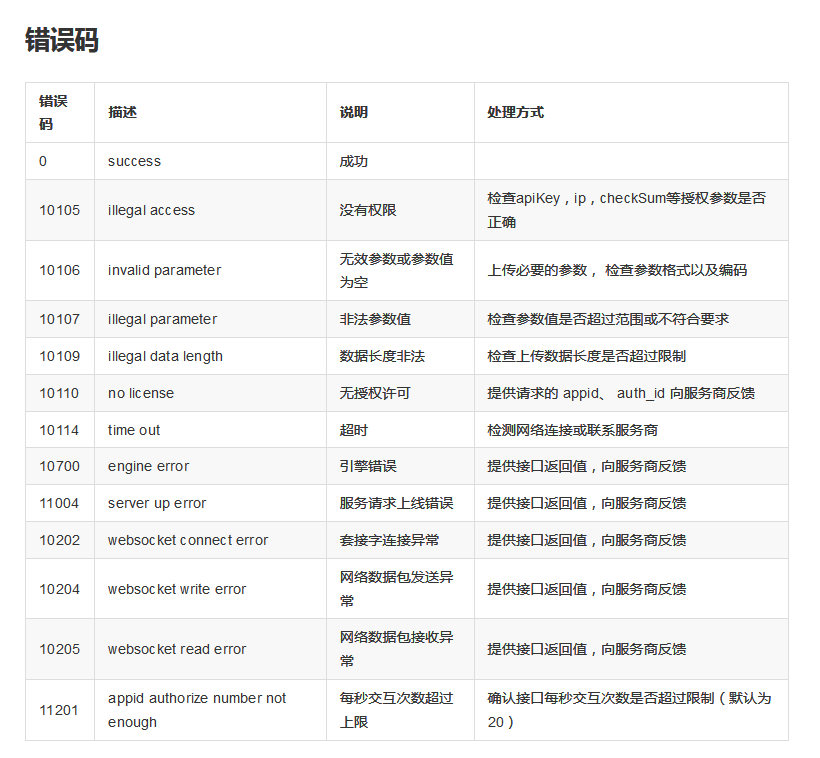 错误码
错误
码
描述
说明
处理方式
0
success
成功
10105
illegal access
没有权限
检查apiKey，ip，checkSum等授权参数是否
正确
10106
invalid parameter
无效参数或参数值
为空
上传必要的参数， 检查参数格式以及编码
10107
illegal parameter
非法参数值
检查参数值是否超过范围或不符合要求
10109
illegal data length
数据长度非法
检查上传数据长度是否超过限制
10110
no license
无授权许可
提供请求的 appid、 auth_id 向服务商反馈
10114
time out
超时
检测网络连接或联系服务商
10700
engine error
引擎错误
提供接口返回值，向服务商反馈
11004
server up error
服务请求上线错误
提供接口返回值，向服务商反馈
10202
websocket connect error
套接字连接异常
提供接口返回值，向服务商反馈
10204
websocket write error
网络数据包发送异
常
提供接口返回值，向服务商反馈
10205
websocket read error
网络数据包接收异
常
提供接口返回值，向服务商反馈
11201
appid authorize number not
enough
每秒交互次数超过
上限
确认接口每秒交互次数是否超过限制（默认为
20）